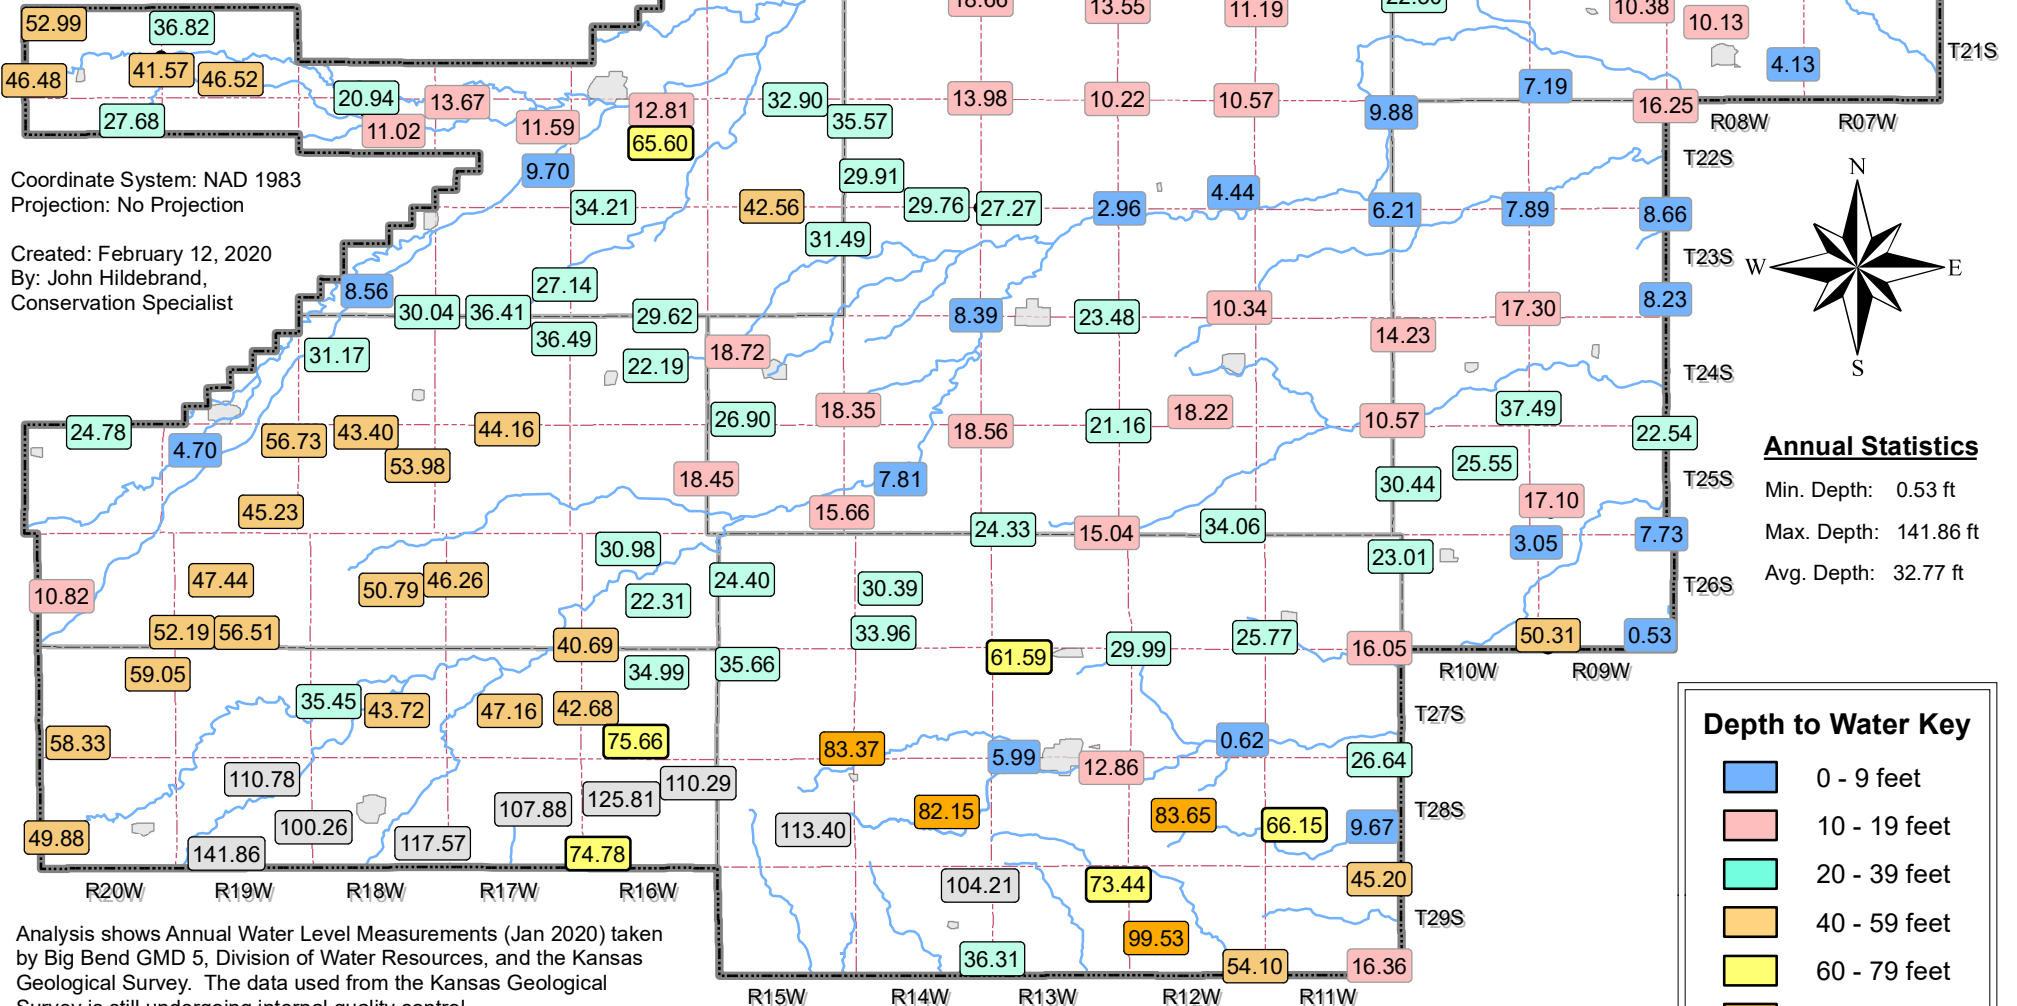 18.66 13.55 11.19 22.80 10.38 10.13
52.99 36.82
T21S
46.48 41.57 46.52 4.13
20.94 13.67 12.81 32.90 13.98 10.22 10.57 9.88 7.19 16.25
27.68 11.02 11.59 65.60 35.57
R08W R07W
9.70 29.91 T22S
N
Coordinate System: NAD 1983
Projection: No Projection
34.21 42.56 29.76 27.27 2.96 4.44 6.21 7.89 8.66
31.49
Created: February 12, 2020
By: John Hildebrand,
Conservation Specialist
T23S
W E
8.56 27.14 8.23
30.04 36.41 29.62 8.39 23.48 10.34 17.30
36.49 14.23
31.17 22.19 18.72
T24S
S
24.78 26.90 18.35 18.56 21.16 18.22 10.57 37.49 22.54
4.70 56.73 43.40 44.16
53.98 25.55
Annual Statistics
18.45 7.81 30.44 T25S
Min. Depth: 0.53 ft
45.23 15.66 17.10
24.33 15.04 34.06 3.05 7.73
Max. Depth: 141.86 ft
30.98 23.01
Avg. Depth: 32.77 ft
47.44 50.79 46.26 24.40 30.39 T26S
10.82 22.31
52.19 56.51 40.69 33.96 25.77 50.31 0.53
61.59 29.99 16.05
59.05 34.99 35.66 R10W R09W
35.45 43.72 47.16 42.68 T27S
Depth to Water Key
58.33 75.66 83.37 5.99 0.62
12.86 26.64
0 - 9 feet
110.78 110.29
107.88 125.81 82.15 83.65 T28S
10 - 19 feet
49.88 100.26 117.57 113.40 66.15 9.67
141.86 74.78
20 - 39 feet
R20W R19W R18W R17W R16W 104.21 73.44 45.20
40 - 59 feet
T29S
99.53
36.31 54.10 16.36
60 - 79 feet
Analysis shows Annual Water Level Measurements (Jan 2020) taken
by Big Bend GMD 5, Division of Water Resources, and the Kansas
Geological Survey. The data used from the Kansas Geological
Survey is still undergoing internal quality control
R15W R14W R13W R12W R11W